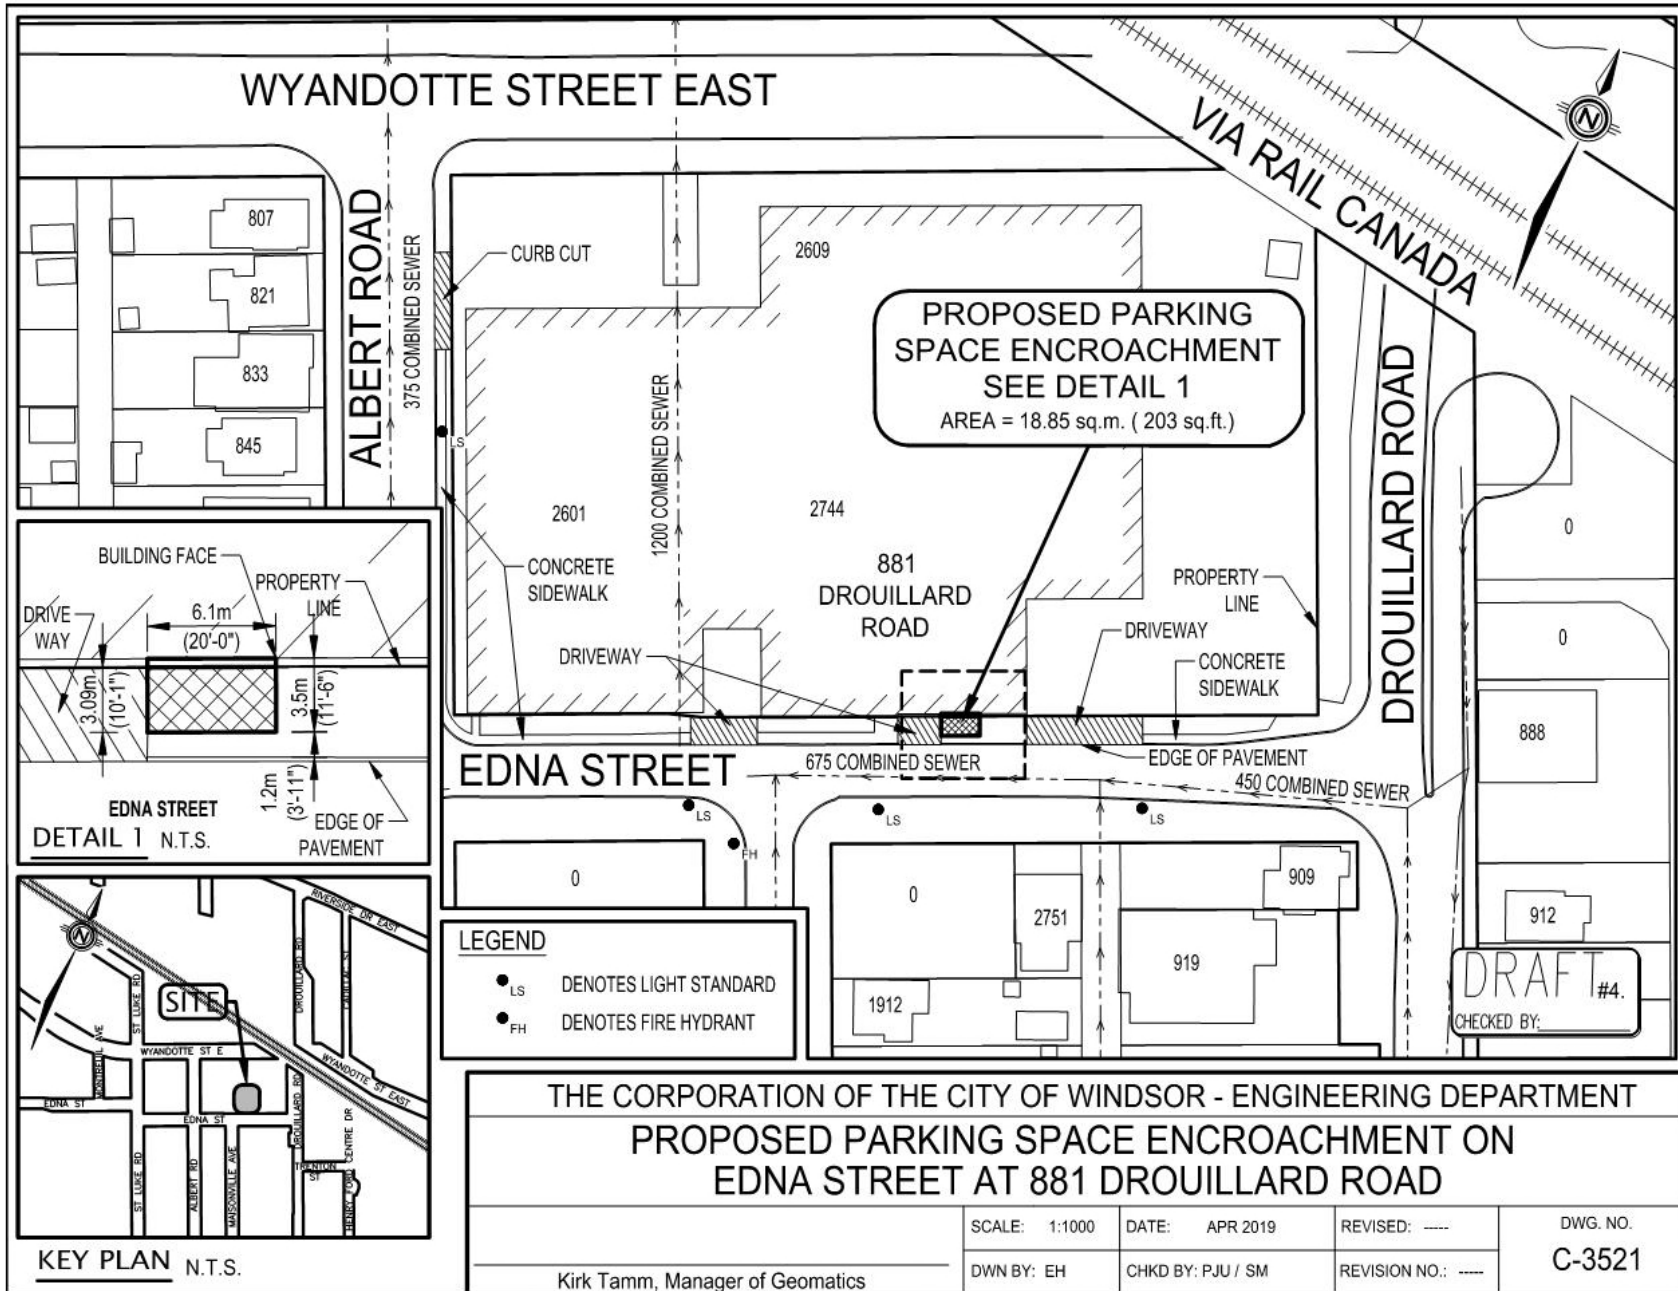 WYANDOTTE STREET EAST
VIA RAIL CANADA
N
ALBERT ROAD
375 COMBINED SEWER
807
821
833
845
CURB CUT
2609
PROPOSED PARKING
SPACE ENCROACHMENT
SEE DETAIL 1
AREA = 18.85 sq.m. ( 203 sq.ft.)
LS
1200 COMBINED SEWER
2601
2744
881
DROUILLARD
ROAD
CONCRETE
SIDEWALK
DRIVEWAY
PROPERTY
LINE
DRIVEWAY
CONCRETE
SIDEWALK
DROUILLARD ROAD
0
0
888
912
EDNA STREET
675 COMBINED SEWER
EDGE OF PAVEMENT
450 COMBINED SEWER
LS
LS
LS
FH
0
0
2751
909
919
1912
BUILDING FACE
PROPERTY
LINE
DRIVE
WAY
6.1m
(20'-0")
3.09m
(10'-1")
3.5m
(11'-6")
1.2m
(3'-11")
EDNA STREET
EDGE OF
PAVEMENT
DETAIL 1 N.T.S.
N
SITE
RIVERSIDE DR EAST
DROUILLARD RD
CADILLAC ST
ST LUKE RD
MONTREUIL AVE
WYANDOTTE ST E
WYANDOTTE ST EAST
EDNA ST
EDNA ST
DROUILLARD RD
ST LUKE RD
ALBERT RD
MAISONVILLE AVE
TRENTON
ST
HENRY FORD CENTRE DR
KEY PLAN N.T.S.
LEGEND
LS DENOTES LIGHT STANDARD
FH DENOTES FIRE HYDRANT
DRAFT #4.
CHECKED BY:
THE CORPORATION OF THE CITY OF WINDSOR - ENGINEERING DEPARTMENT
PROPOSED PARKING SPACE ENCROACHMENT ON
EDNA STREET AT 881 DROUILLARD ROAD
Kirk Tamm, Manager of Geomatics
SCALE: 1:1000
DATE: APR 2019
REVISED: -----
DWN BY: EH
CHKD BY: PJU / SM
REVISION NO.: -----
DWG. NO.
C-3521